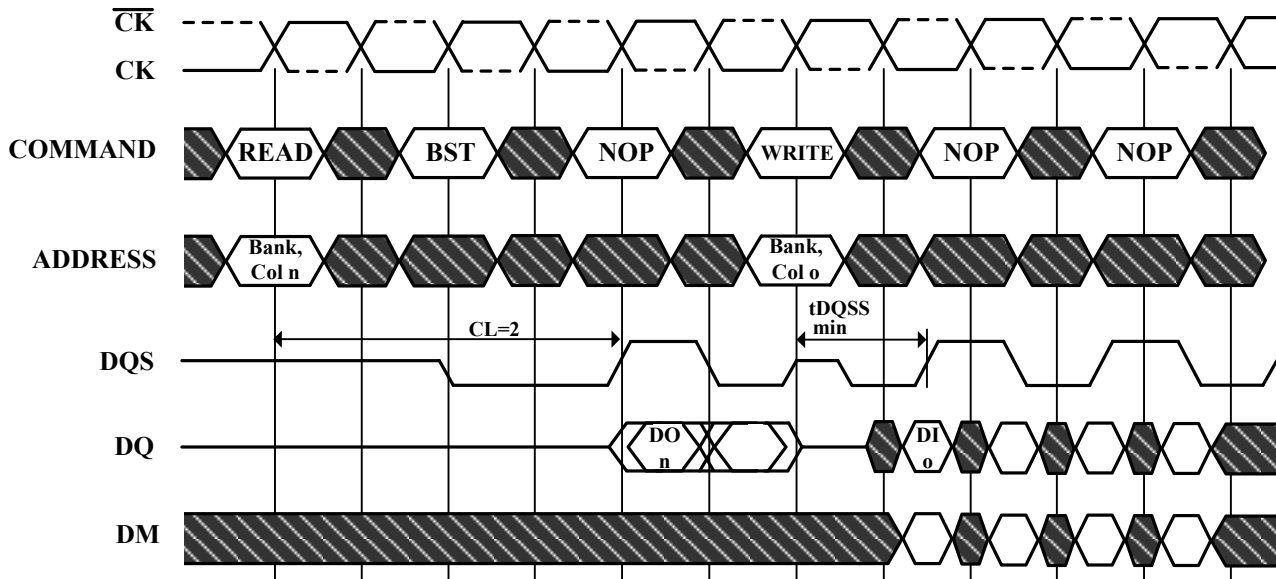 CK
CK
COMMAND READ BST NOP WRITE NOP NOP
ADDRESS Bank, Col n Bank, Col o
tDQSS
min
CL=2
DQS
DQ DO n DI o
DM